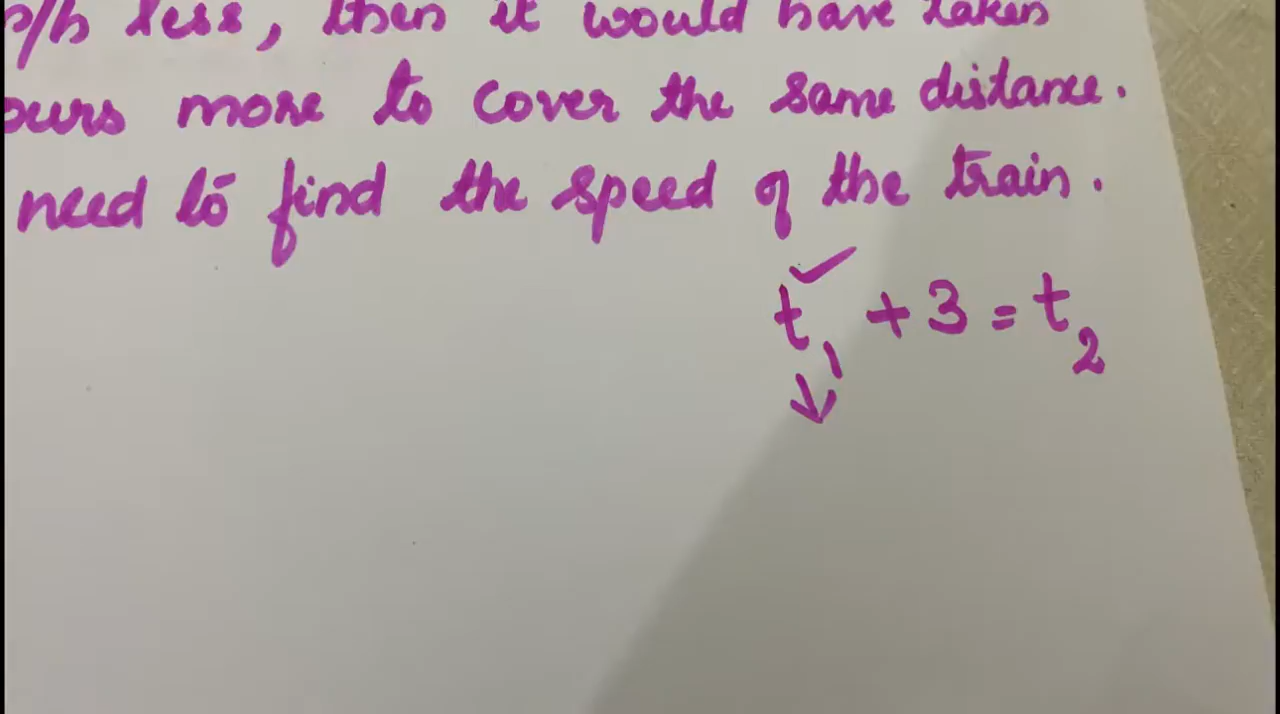 less, then it would have taken
ours more to cover the same distance.
need to find the speed of the train.
t₁ + 3 = t₂